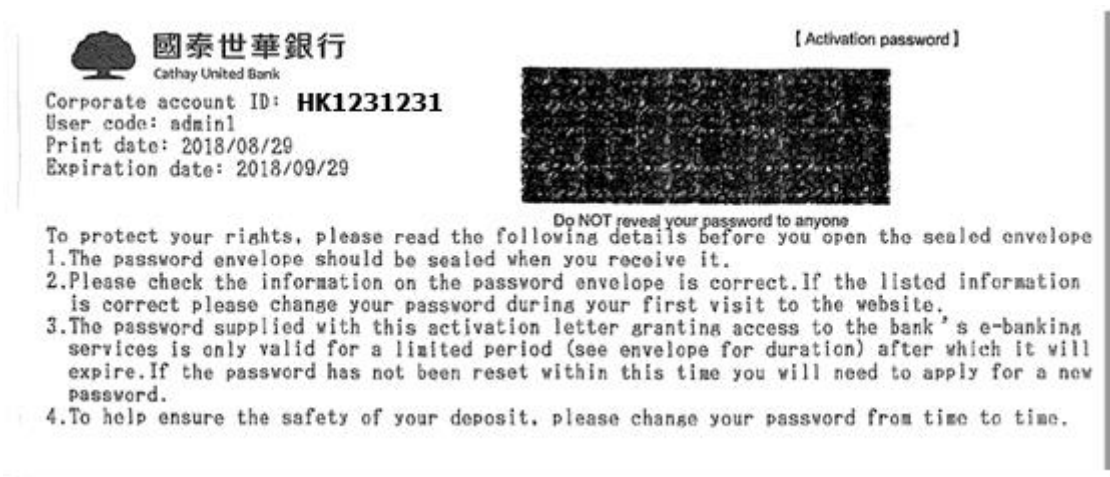 國泰世華銀行
Cathay United Bank
【Activation password】
Corporate account ID: HK1231231
User code: admin1
Print date: 2018/08/29
Expiration date: 2018/09/29
Do NOT reveal your password to anyone
To protect your rights, please read the following details before you open the sealed envelope
1.The password envelope should be sealed when you receive it.
2.Please check the information on the password envelope is correct.If the listed information
is correct please change your password during your first visit to the website.
3.The password supplied with this activation letter granting access to the bank's e-banking
services is only valid for a limited period (see envelope for duration) after which it will
expire.If the password has not been reset within this time you will need to apply for a new
password.
4.To help ensure the safety of your deposit, please change your password from time to time.